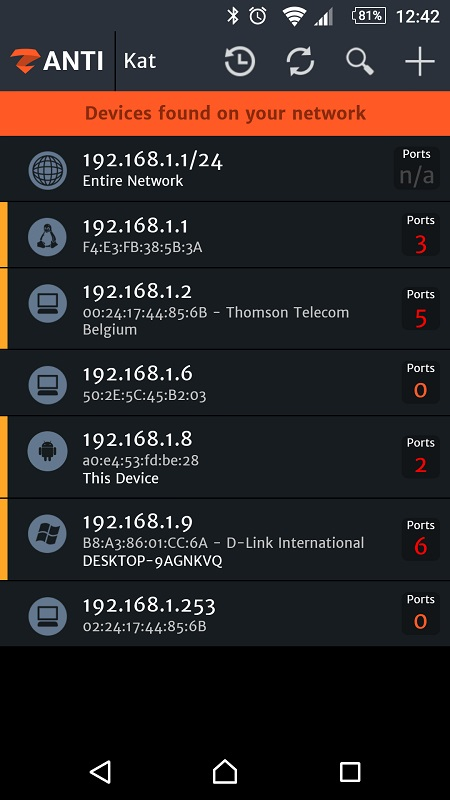 81% 12:42
ANTI Kat
Devices found on your network
192.168.1.1/24
Entire Network
Ports
n/a
192.168.1.1
F4:E3:FB:38:5B:3A
Ports
3
192.168.1.2
00:24:17:44:85:6B - Thomson Telecom
Belgium
Ports
5
192.168.1.6
50:2E:5C:45:B2:03
Ports
0
192.168.1.8
a0:e4:53:fd:be:28
This Device
Ports
2
192.168.1.9
B8:A3:86:01:CC:6A - D-Link International
DESKTOP-9AGNKVQ
Ports
6
192.168.1.253
02:24:17:44:85:6B
Ports
0